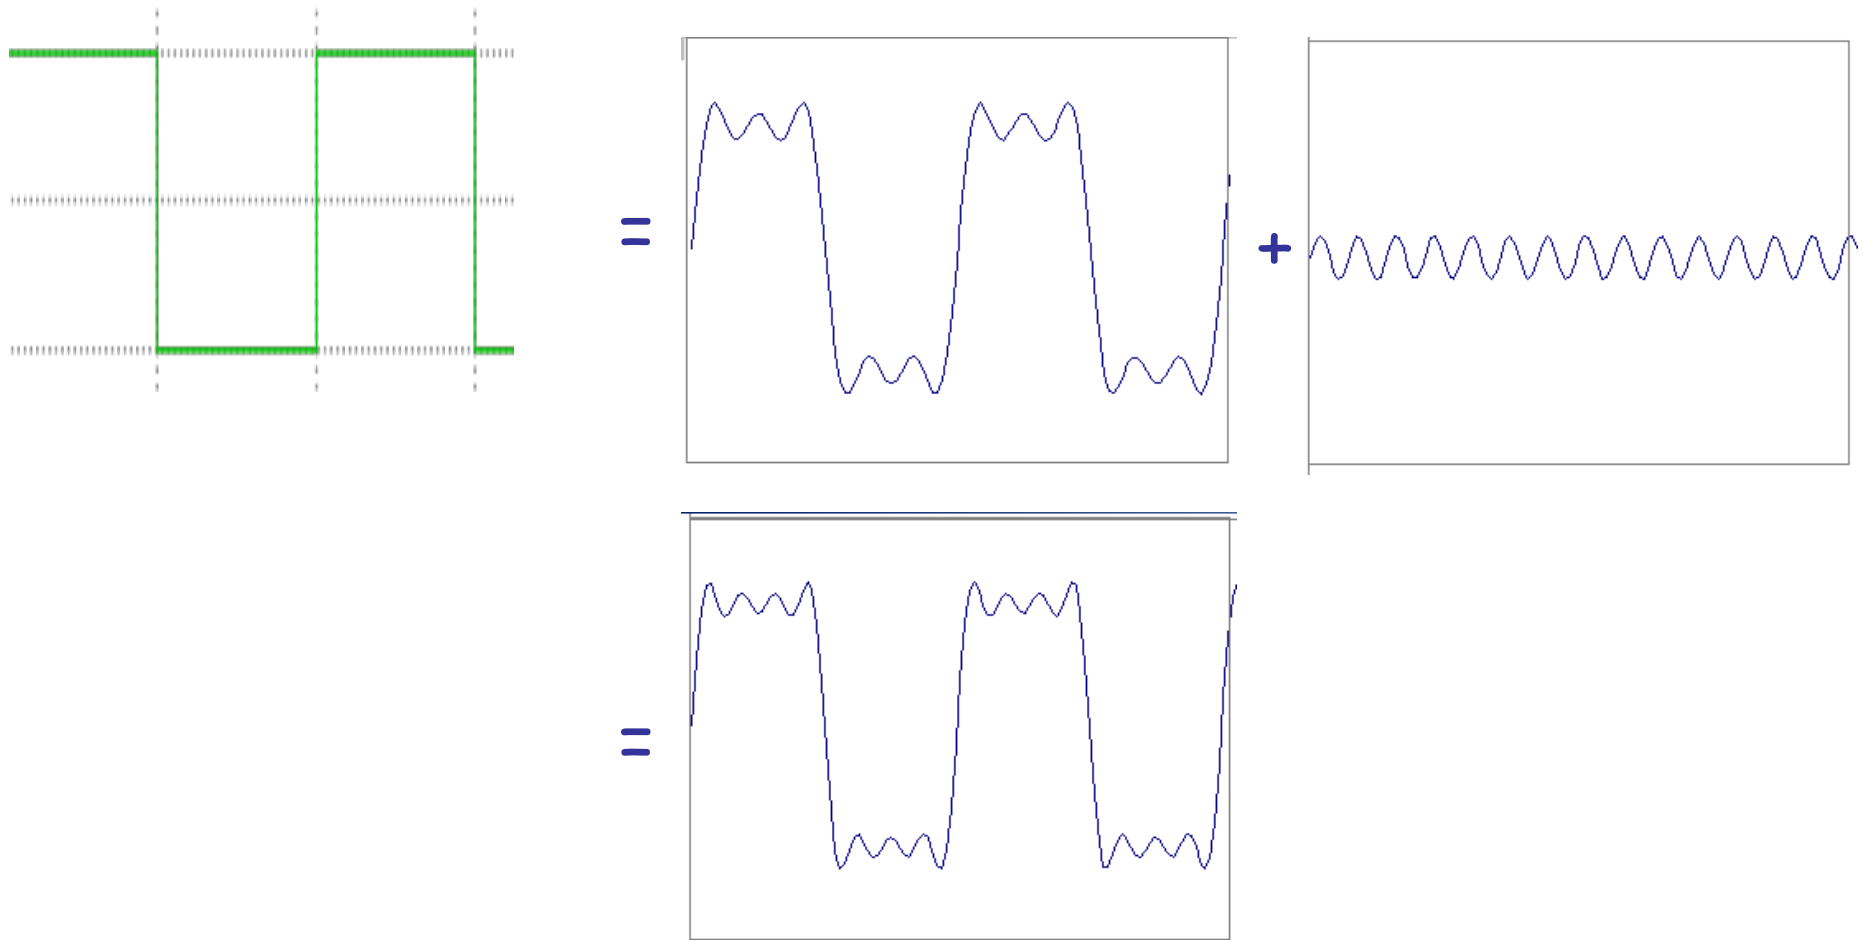 = +
=